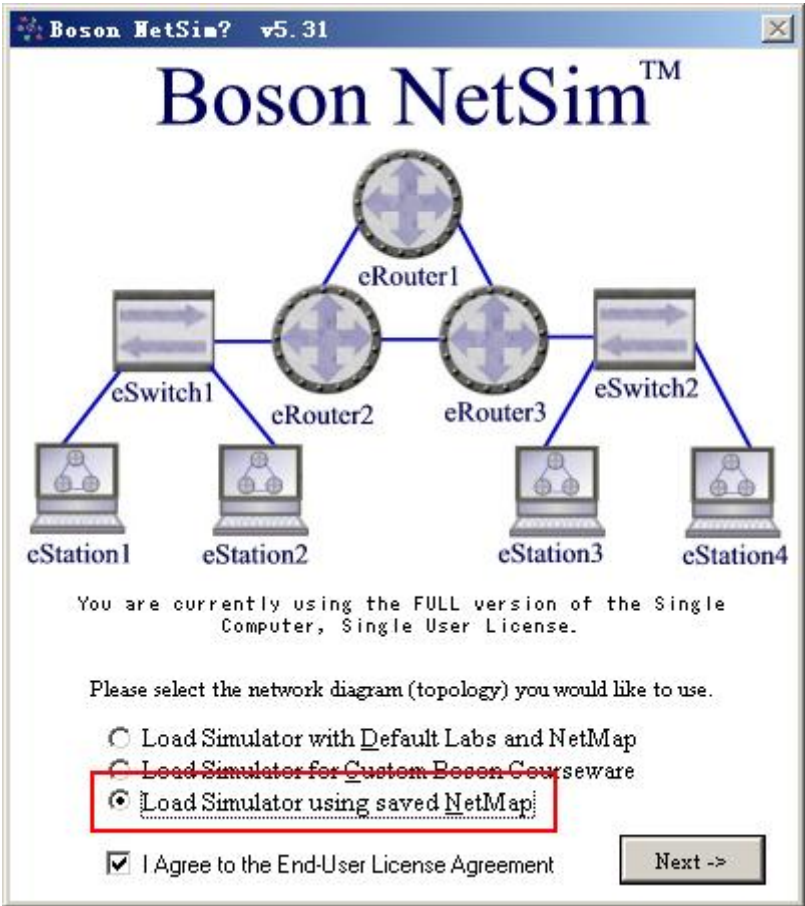 Boson NetSim? v5.31
Boson NetSim™
eRouter1
eSwitch1
eRouter2
eRouter3
eSwitch2
eStation1
eStation2
eStation3
eStation4
You are currently using the FULL version of the Single
Computer, Single User License.
Please select the network diagram (topology) you would like to use.
Load Simulator with Default Labs and NetMap
Load Simulator for Custom Boson Courseware
Load Simulator using saved NetMap
I Agree to the End-User License Agreement
Next ->